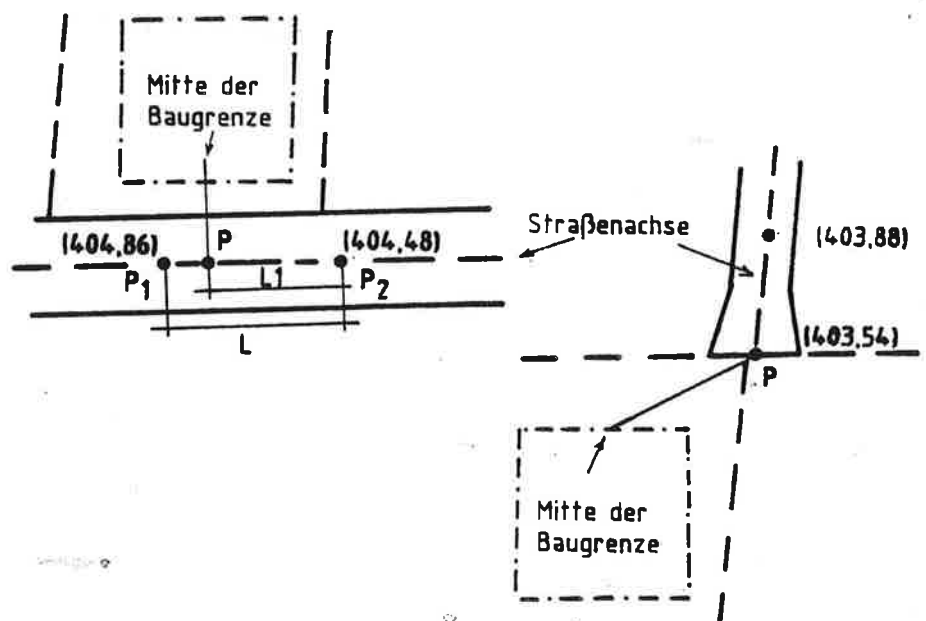 Mitte der
Baugrenze
(404,86)
P
(404,48)
P1
L1
P2
L
Straßenachse
(403,88)
(403,54)
P
Mitte der
Baugrenze